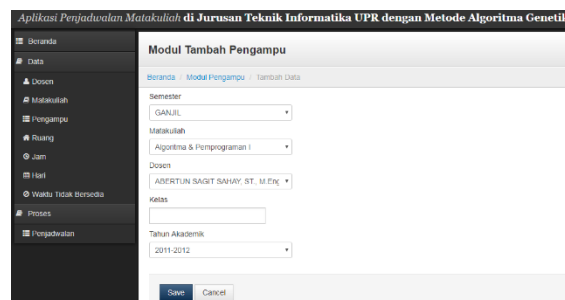 Aplikasi Penjadwalan Matakuliah di Jurusan Teknik Informatika UPR dengan Metode Algoritma Genetik
Beranda
Data
Dosen
Matakuliah
Pengampu
Ruang
Jam
Hari
Waktu Tidak Bersedia
Proses
Penjadwalan
Modul Tambah Pengampu
Beranda / Modul Pengampu / Tambah Data
Semester
GANJIL
Matakuliah
Algoritma & Pemprograman I
Dosen
ABERTUN SAGIT SAHAY, ST., M.Eng
Kelas
Tahun Akademik
2011-2012
Save Cancel